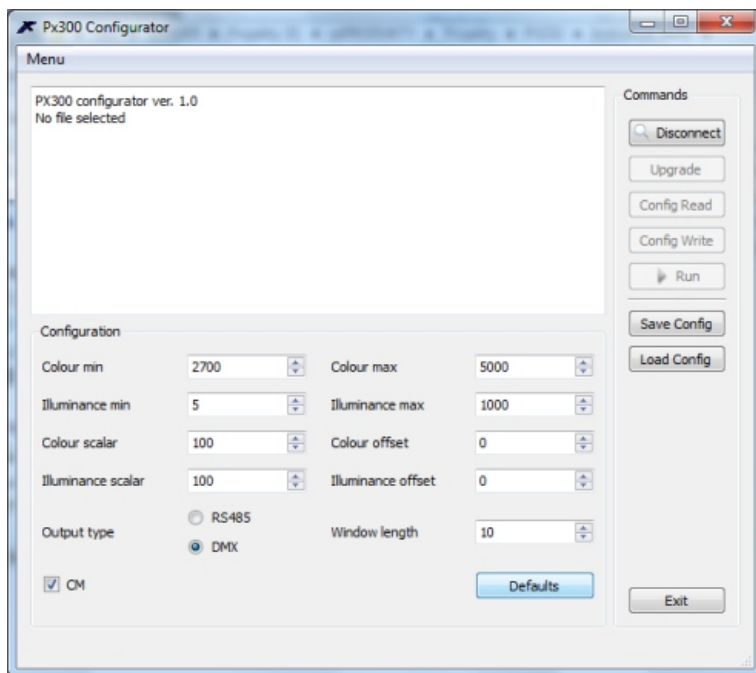 Px300 Configurator
Menu
PX300 configurator ver. 1.0
No file selected
Commands
Disconnect
Upgrade
Config Read
Config Write
Run
Save Config
Load Config
Configuration
Colour min 2700 Colour max 5000
Illuminance min 5 Illuminance max 1000
Colour scalar 100 Colour offset 0
Illuminance scalar 100 Illuminance offset 0
Output type RS485 DMX Window length 10
CM Defaults
Exit